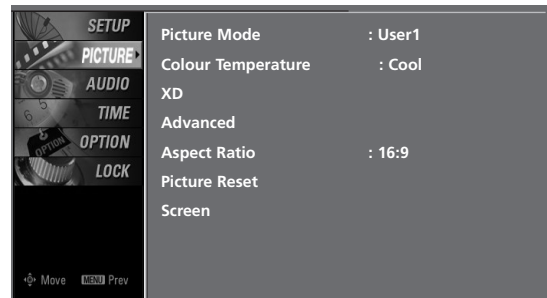 SETUP
PICTURE
AUDIO
TIME
OPTION
LOCK
Move MENU Prev
Picture Mode : User1
Colour Temperature : Cool
XD
Advanced
Aspect Ratio : 16:9
Picture Reset
Screen